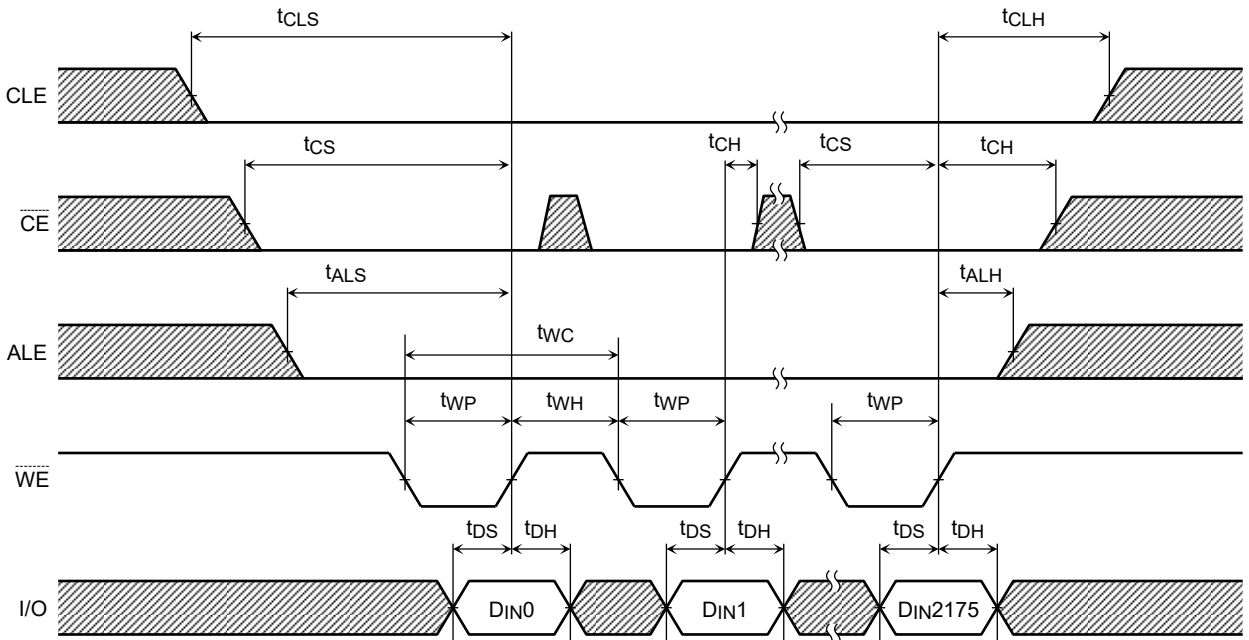 tCLS tCLH
CLE
tCS tCH tCS tCH
CE
tALS tALH
ALE
tWC
tWP tWH tWP tWP
WE
tDS tDH tDS tDH tDS tDH
I/O DIN0 DIN1 DIN2175